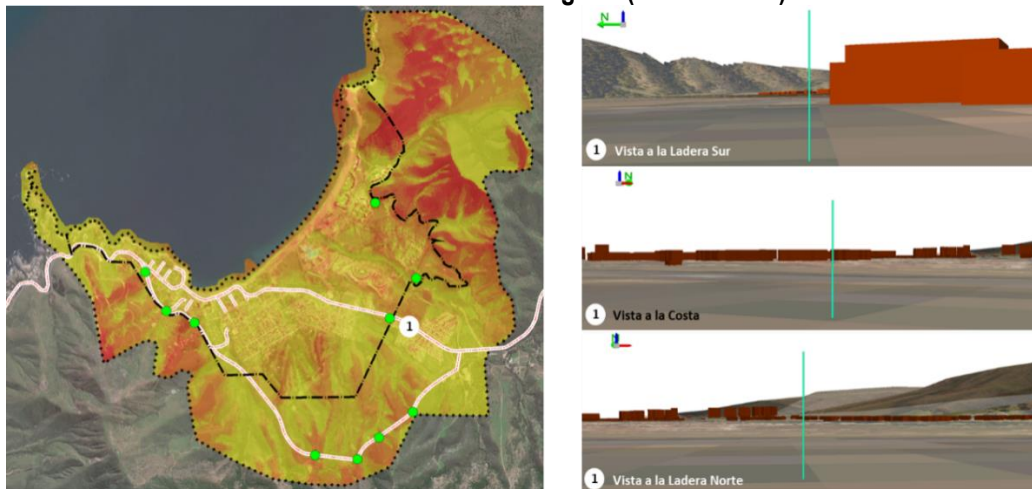 N
1 Vista a la Ladera Sur
N
1
1 Vista a la Costa
1 Vista a la Ladera Norte